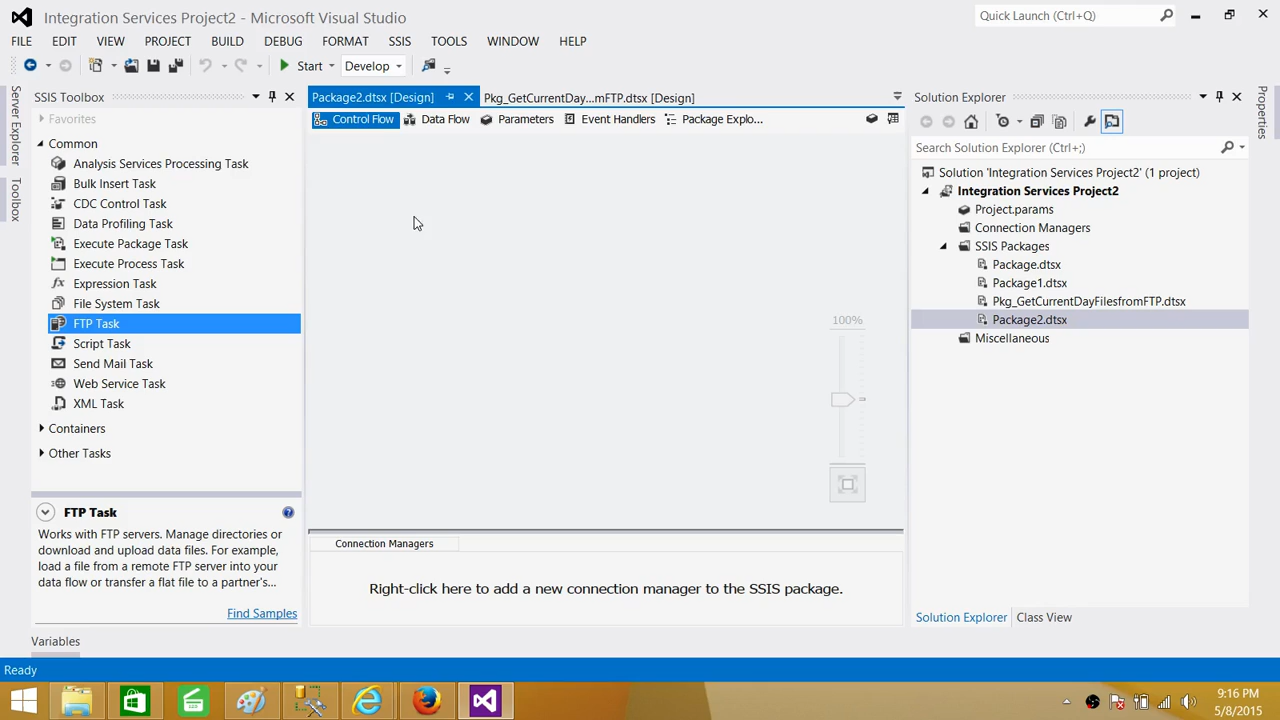 Integration Services Project2 - Microsoft Visual Studio
Quick Launch (Ctrl+Q)
FILE EDIT VIEW PROJECT BUILD DEBUG FORMAT SSIS TOOLS WINDOW HELP
Start Develop
SSIS Toolbox
Favorites
Common
Analysis Services Processing Task
Bulk Insert Task
CDC Control Task
Data Profiling Task
Execute Package Task
Execute Process Task
Expression Task
File System Task
FTP Task
Script Task
Send Mail Task
Web Service Task
XML Task
Containers
Other Tasks
FTP Task
Works with FTP servers. Manage directories
or download and upload data files. For example,
load a file from a remote FTP server into your
data flow or transfer a flat file to a partner's...
Find Samples
Server Explorer
Toolbox
Package2.dtsx [Design] Pkg_GetCurrentDay...mFTP.dtsx [Design]
Control Flow Data Flow Parameters Event Handlers Package Explo...
100%
Connection Managers
Right-click here to add a new connection manager to the SSIS package.
Solution Explorer
Search Solution Explorer (Ctrl+;)
Solution 'Integration Services Project2' (1 project)
Integration Services Project2
Project.params
Connection Managers
SSIS Packages
Package.dtsx
Package1.dtsx
Pkg_GetCurrentDayFilesfromFTP.dtsx
Package2.dtsx
Miscellaneous
Solution Explorer Class View
Properties
Variables
Ready
9:16 PM
5/8/2015